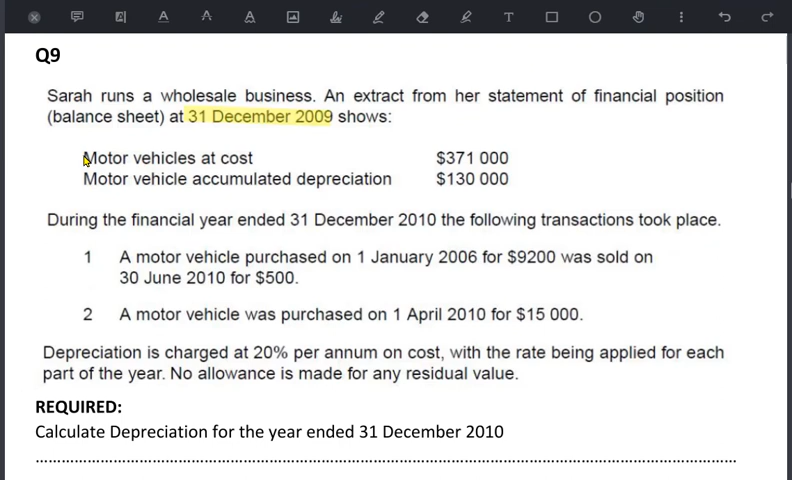 T
Q9
Sarah runs a wholesale business. An extract from her statement of financial position
(balance sheet) at 31 December 2009 shows:
Motor vehicles at cost $371 000
Motor vehicle accumulated depreciation $130 000
During the financial year ended 31 December 2010 the following transactions took place.
1 A motor vehicle purchased on 1 January 2006 for $9200 was sold on
30 June 2010 for $500.
2 A motor vehicle was purchased on 1 April 2010 for $15 000.
Depreciation is charged at 20% per annum on cost, with the rate being applied for each
part of the year. No allowance is made for any residual value.
REQUIRED:
Calculate Depreciation for the year ended 31 December 2010